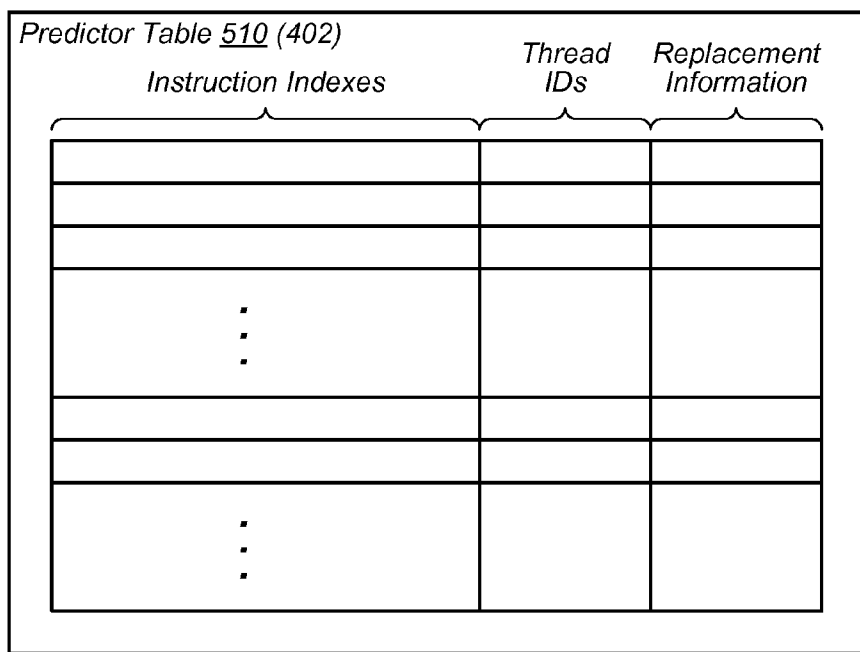 Predictor Table 510 (402)
Instruction Indexes
Thread
IDs
Replacement
Information